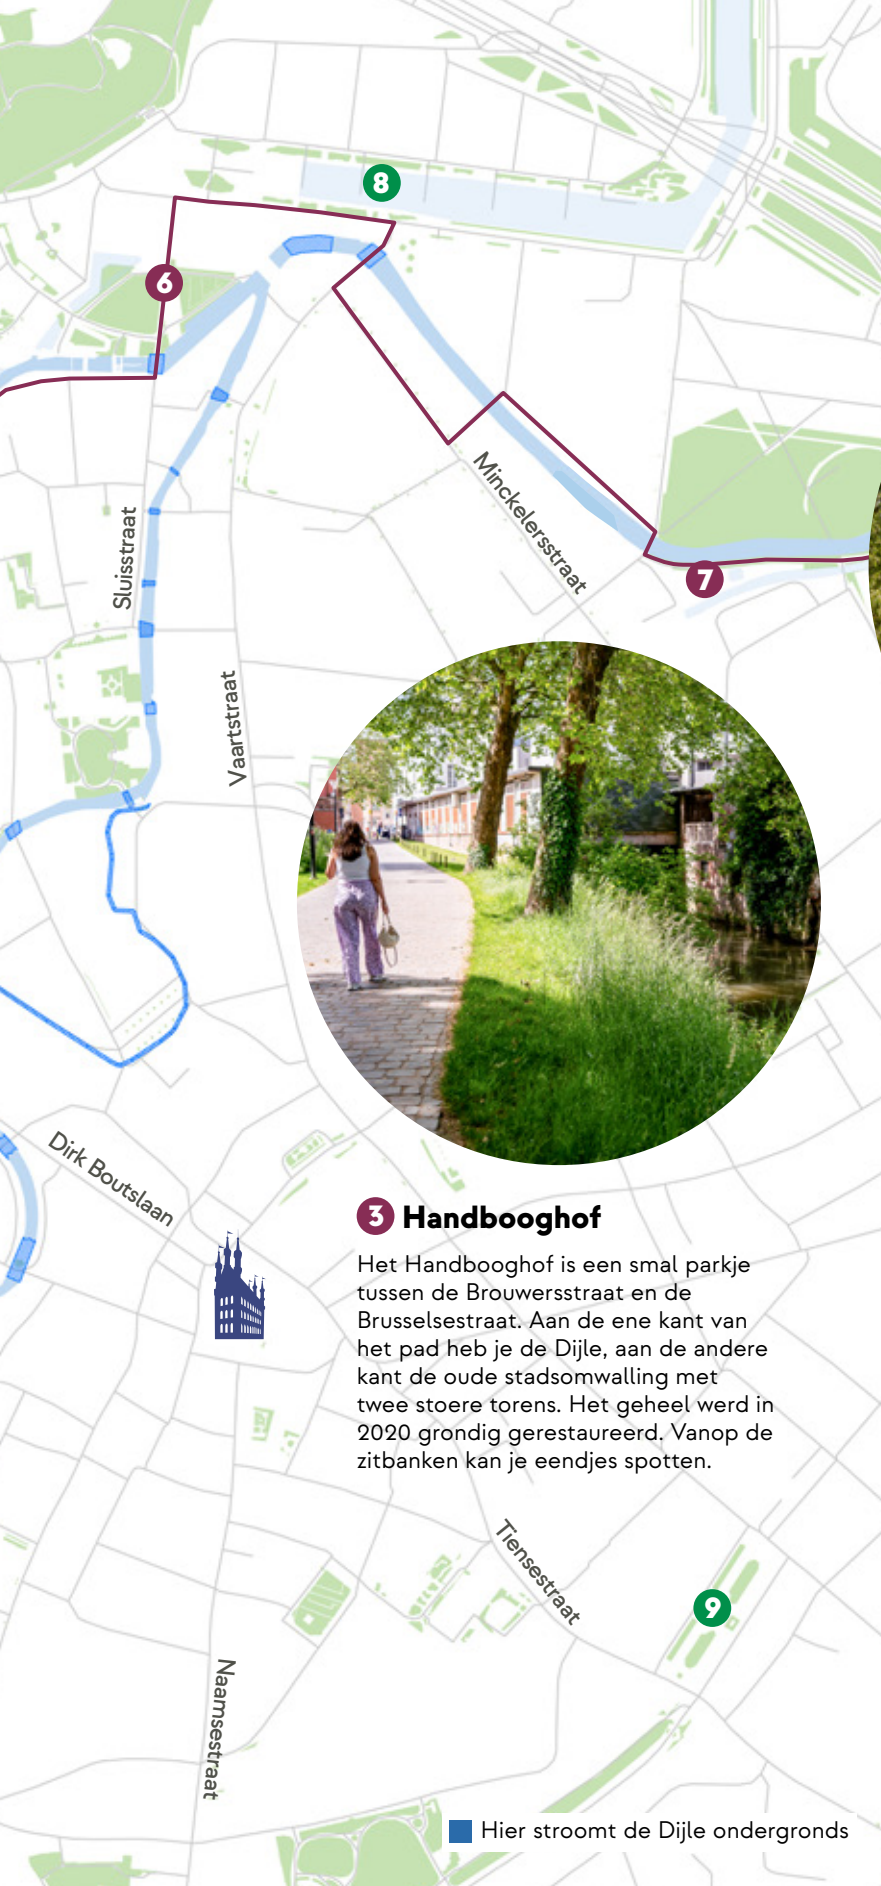 8
6
Sluisstraat
Minckelersstraat
7
Vaartstraat
Dirk Boutslaan
3 Handbooghof
Het Handbooghof is een smal parkje
tussen de Brouwersstraat en de
Brusselsestraat. Aan de ene kant van
het pad heb je de Dijle, aan de andere
kant de oude stadsomwalling met
twee stoere torens. Het geheel werd in
2020 grondig gerestaureerd. Vanop de
zitbanken kan je eendjes spotten.
Tiensestraat
9
Naamsestraat
Hier stroomt de Dijle ondergronds